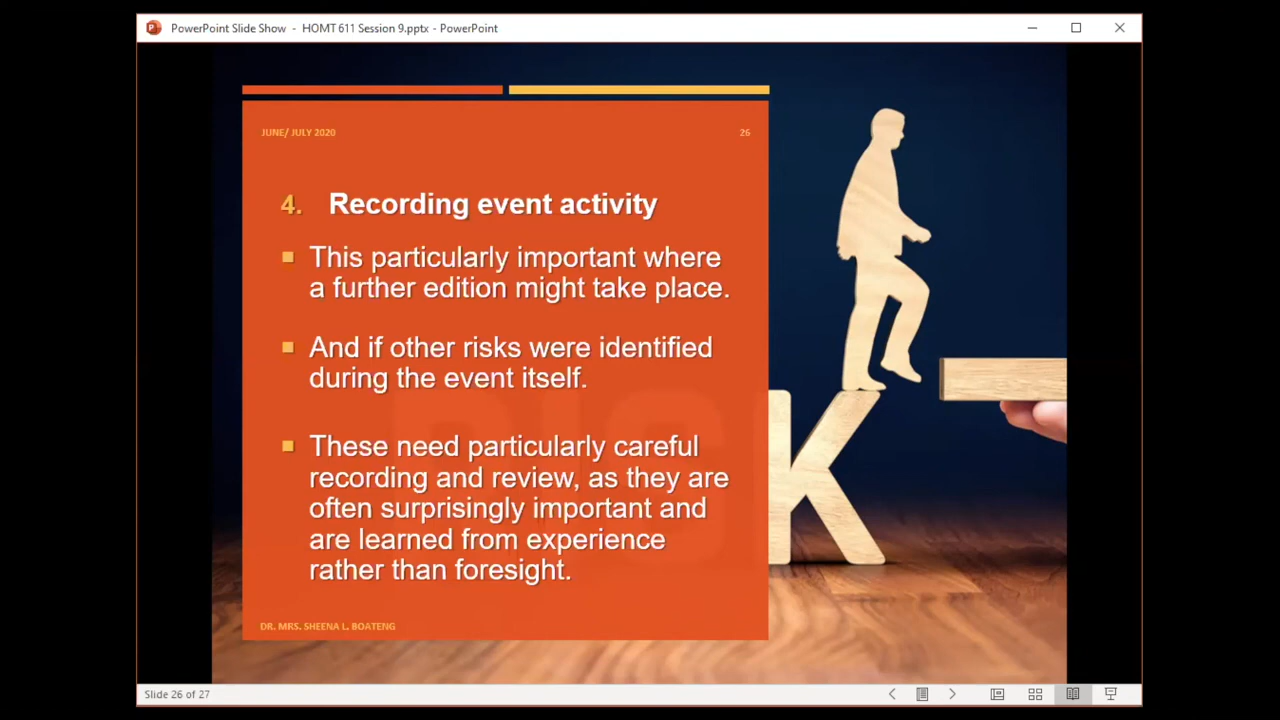 PowerPoint Slide Show - HOMT 611 Session 9.pptx - PowerPoint
JUNE/ JULY 2020
26
4. Recording event activity
This particularly important where
a further edition might take place.
And if other risks were identified
during the event itself.
These need particularly careful
recording and review, as they are
often surprisingly important and
are learned from experience
rather than foresight.
DR. MRS. SHEENA L. BOATENG
RISK
Slide 26 of 27